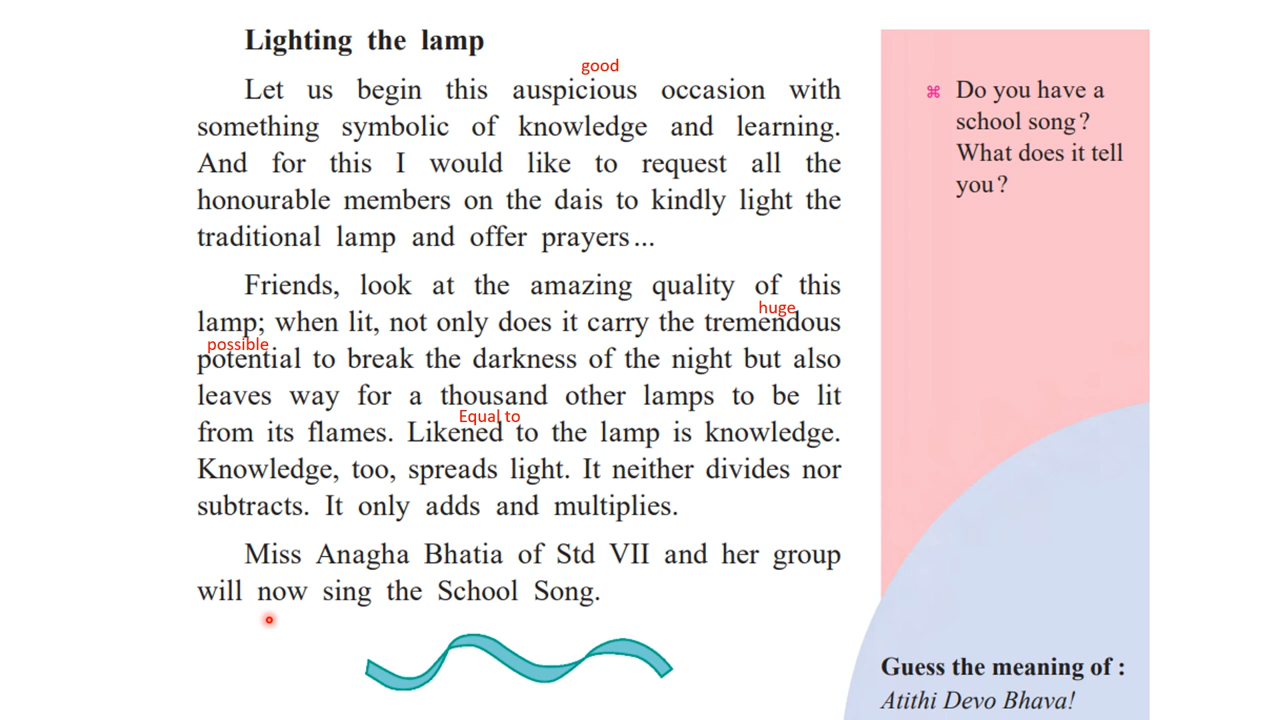 Lighting the lamp
good
Let us begin this auspicious occasion with
something symbolic of knowledge and learning.
And for this I would like to request all the
honourable members on the dais to kindly light the
traditional lamp and offer prayers ...
Friends, look at the amazing quality of this
huge
lamp; when lit, not only does it carry the tremendous
possible
potential to break the darkness of the night but also
leaves way for a thousand other lamps to be lit
Equal to
from its flames. Likened to the lamp is knowledge.
Knowledge, too, spreads light. It neither divides nor
subtracts. It only adds and multiplies.
Miss Anagha Bhatia of Std VII and her group
will now sing the School Song.
⌘ Do you have a
school song?
What does it tell
you?
Guess the meaning of :
Atithi Devo Bhava!